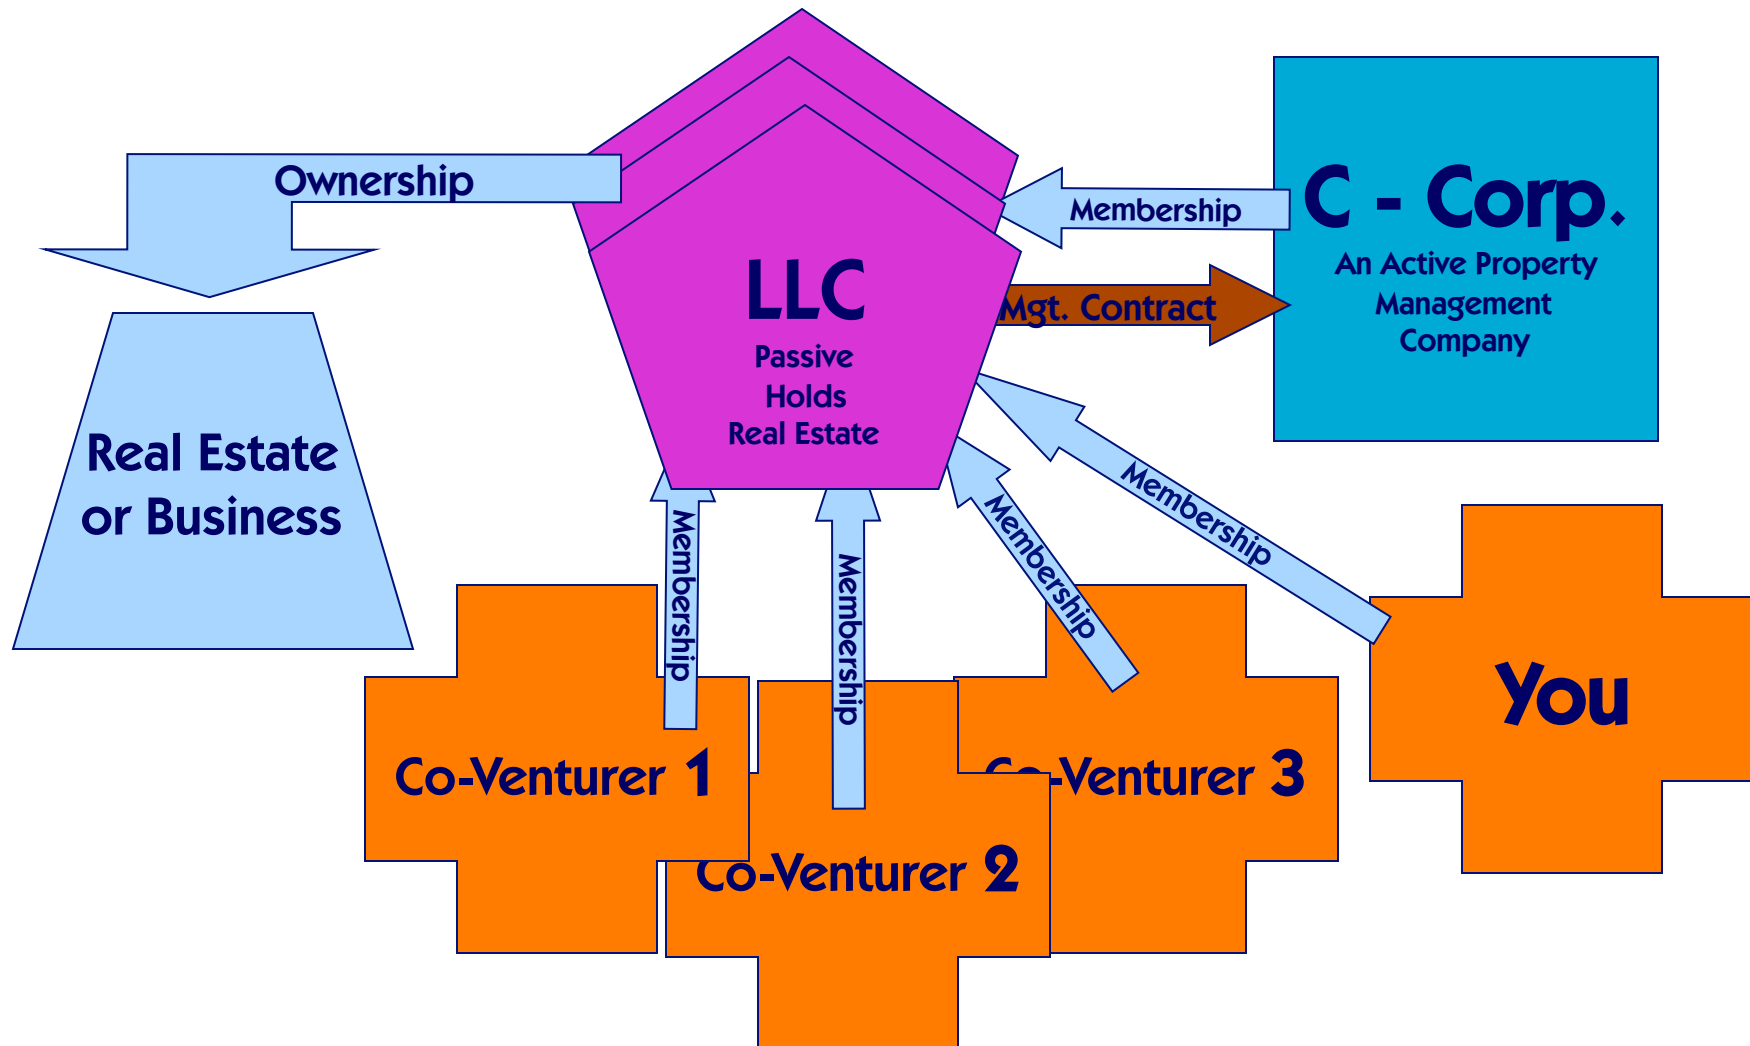 Ownership
Membership
C - Corp.
An Active Property
Management
Company
Mgt. Contract
LLC
Passive
Holds
Real Estate
Real Estate
or Business
Membership
Membership
Membership
Membership
You
Co-Venturer 1
Co-Venturer 2
Co-Venturer 3